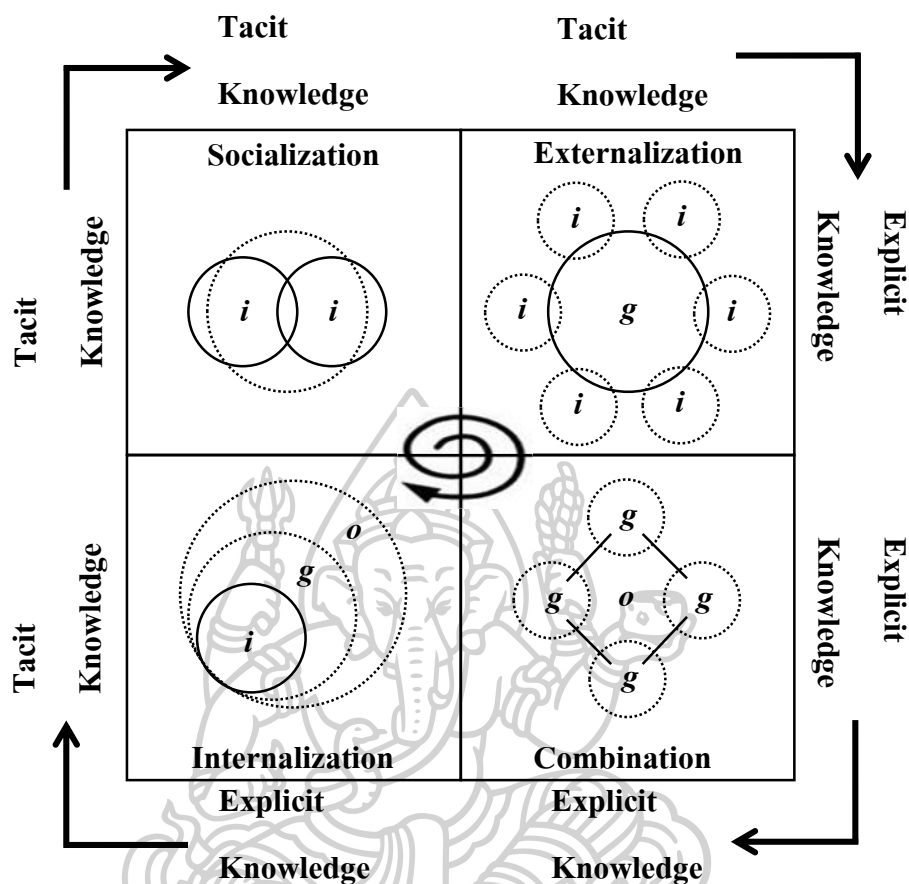 Tacit
Knowledge
Tacit
Knowledge
Socialization
Externalization
Tacit
Knowledge
i
i
i
i
i
g
i
i
i
Knowledge
Explicit
Tacit
Knowledge
o
g
i
g
g
o
g
g
Knowledge
Explicit
Internalization
Combination
Explicit
Knowledge
Explicit
Knowledge